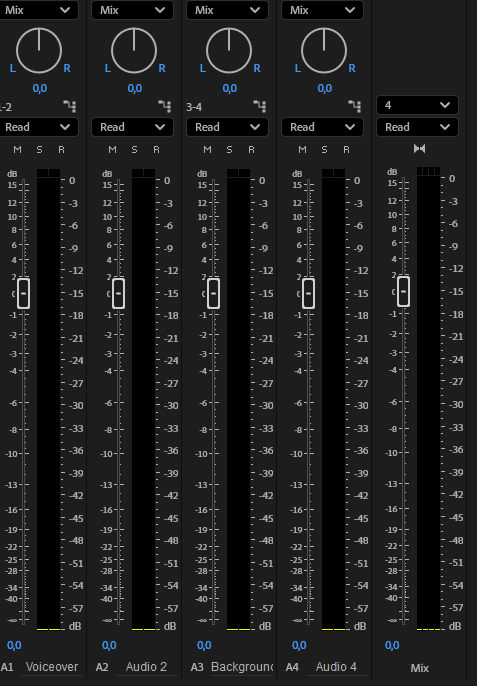 Mix Mix Mix Mix
L R L R L R L R
0,0 0,0 0,0 0,0
1-2 3-4
4
Read Read Read Read Read
M S R M S R M S R M S R
dB dB dB dB dB
15 0 15 0 15 0 15 0 15 0
12 -3 12 -3 12 -3 12 -3 12 -3
10 10 10 10 10
8 -6 8 -6 8 -6 8 -6 8 -6
6 -9 6 -9 6 -9 6 -9 6 -9
4 -12 4 -12 4 -12 4 -12 4 -12
2 2 2 2 2
0 -15 0 -15 0 -15 0 -15 0 -15
-1 -18 -1 -18 -1 -18 -1 -18 -1 -18
-2 -21 -2 -21 -2 -21 -2 -21 -2 -21
-3 -24 -3 -24 -3 -24 -3 -24 -3 -24
-4 -27 -4 -27 -4 -27 -4 -27 -4 -27
-6 -30 -6 -30 -6 -30 -6 -30 -6 -30
-8 -33 -8 -33 -8 -33 -8 -33 -8 -33
-10 -36 -10 -36 -10 -36 -10 -36 -10 -36
-39 -39 -39 -39 -39
-13 -42 -13 -42 -13 -42 -13 -42 -13 -42
-16 -45 -16 -45 -16 -45 -16 -45 -16 -45
-19 -48 -19 -48 -19 -48 -19 -48 -19 -48
-22 -22 -22 -22 -22
-25 -51 -25 -51 -25 -51 -25 -51 -25 -51
-28 -28 -28 -28 -28
-34 -54 -34 -54 -34 -54 -34 -54 -34 -54
-40 -57 -40 -57 -40 -57 -40 -57 -40 -57
-∞ dB -∞ dB -∞ dB -∞ dB -∞ dB
0,0 0,0 0,0 0,0 0,0
A1 Voiceover A2 Audio 2 A3 Backgroun A4 Audio 4 Mix